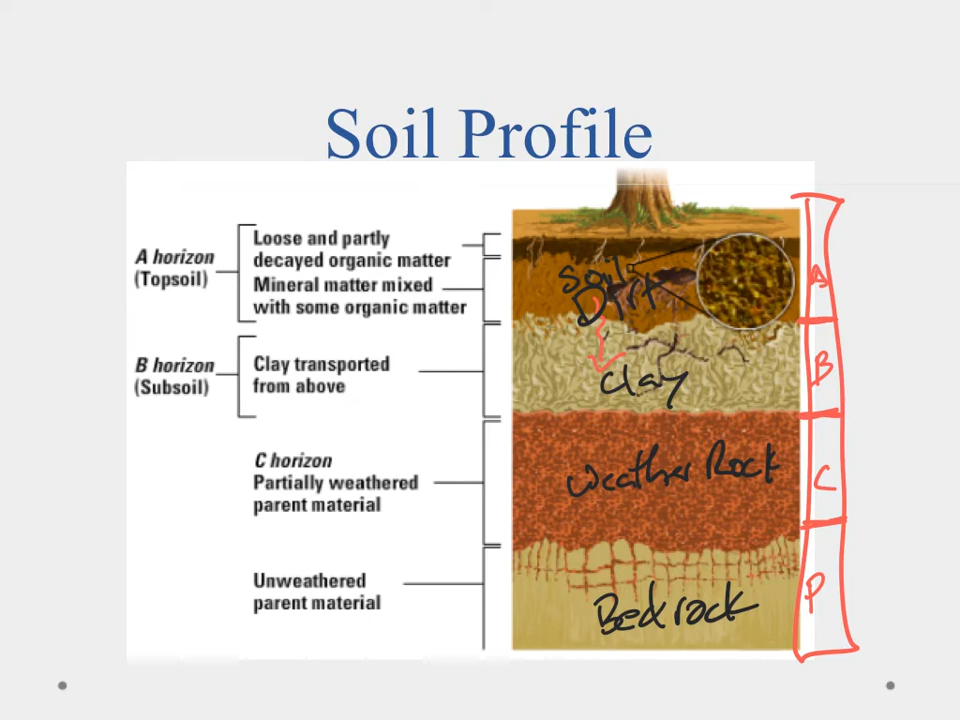 Soil Profile
A horizon
(Topsoil)
Loose and partly
decayed organic matter
Mineral matter mixed
with some organic matter
Soil
Dirt
A
B horizon
(Subsoil)
Clay transported
from above
Clay
B
C horizon
Partially weathered
parent material
Weather Rock
C
Unweathered
parent material
Bedrock
P